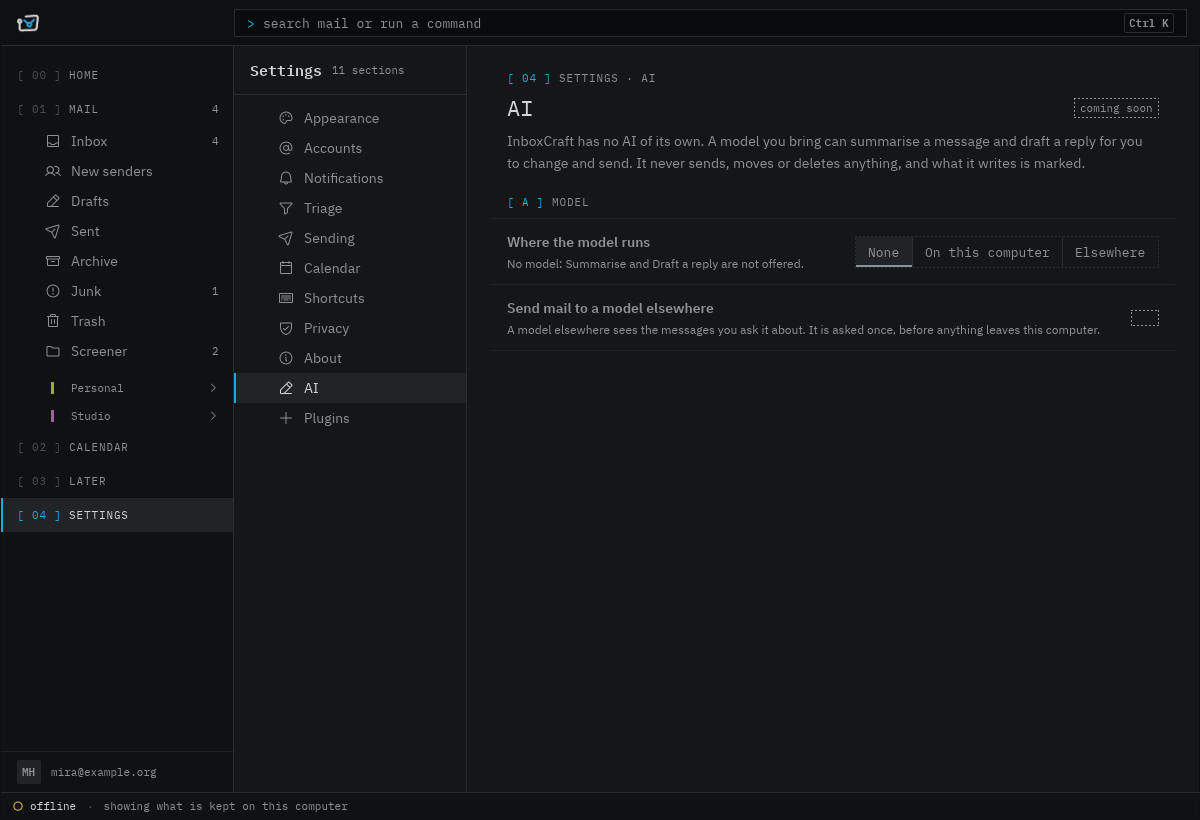 > search mail or run a command
Ctrl K
[ 00 ] HOME
[ 01 ] MAIL 4
Inbox 4
New senders
Drafts
Sent
Archive
Junk 1
Trash
Screener 2
Personal
Studio
[ 02 ] CALENDAR
[ 03 ] LATER
[ 04 ] SETTINGS
MH mira@example.org
Settings 11 sections
Appearance
Accounts
Notifications
Triage
Sending
Calendar
Shortcuts
Privacy
About
AI
Plugins
[ 04 ] SETTINGS · AI
AI
coming soon
InboxCraft has no AI of its own. A model you bring can summarise a message and draft a reply for you
to change and send. It never sends, moves or deletes anything, and what it writes is marked.
[ A ] MODEL
Where the model runs
No model: Summarise and Draft a reply are not offered.
None On this computer Elsewhere
Send mail to a model elsewhere
A model elsewhere sees the messages you ask it about. It is asked once, before anything leaves this computer.
offline · showing what is kept on this computer